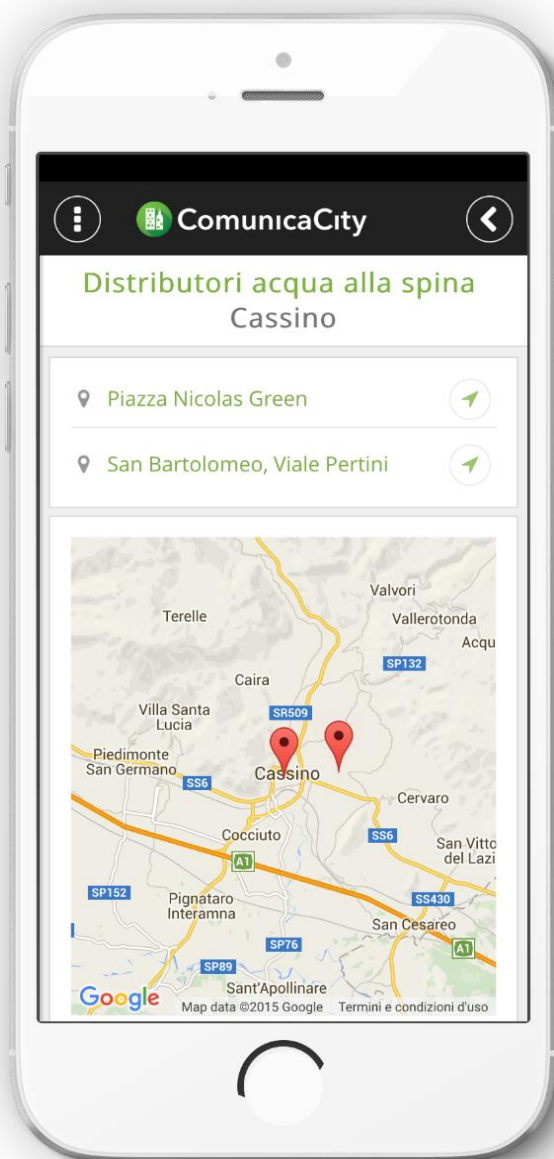 ComunicaCity
Distributori acqua alla spina
Cassino
Piazza Nicolas Green
San Bartolomeo, Viale Pertini
Valvori
Terelle
Vallerotonda
Acqu
SP132
Caira
Villa Santa
Lucia
SR509
Piedimonte
San Germano
Cassino
SS6
Cervaro
Cocciuto
SS6
San Vitto
del Lazi
A1
SP152
Pignataro
Interamna
SS430
San Cesareo
SP76
A1
SP89
Sant'Apollinare
Google
Map data ©2015 Google
Termini e condizioni d'uso